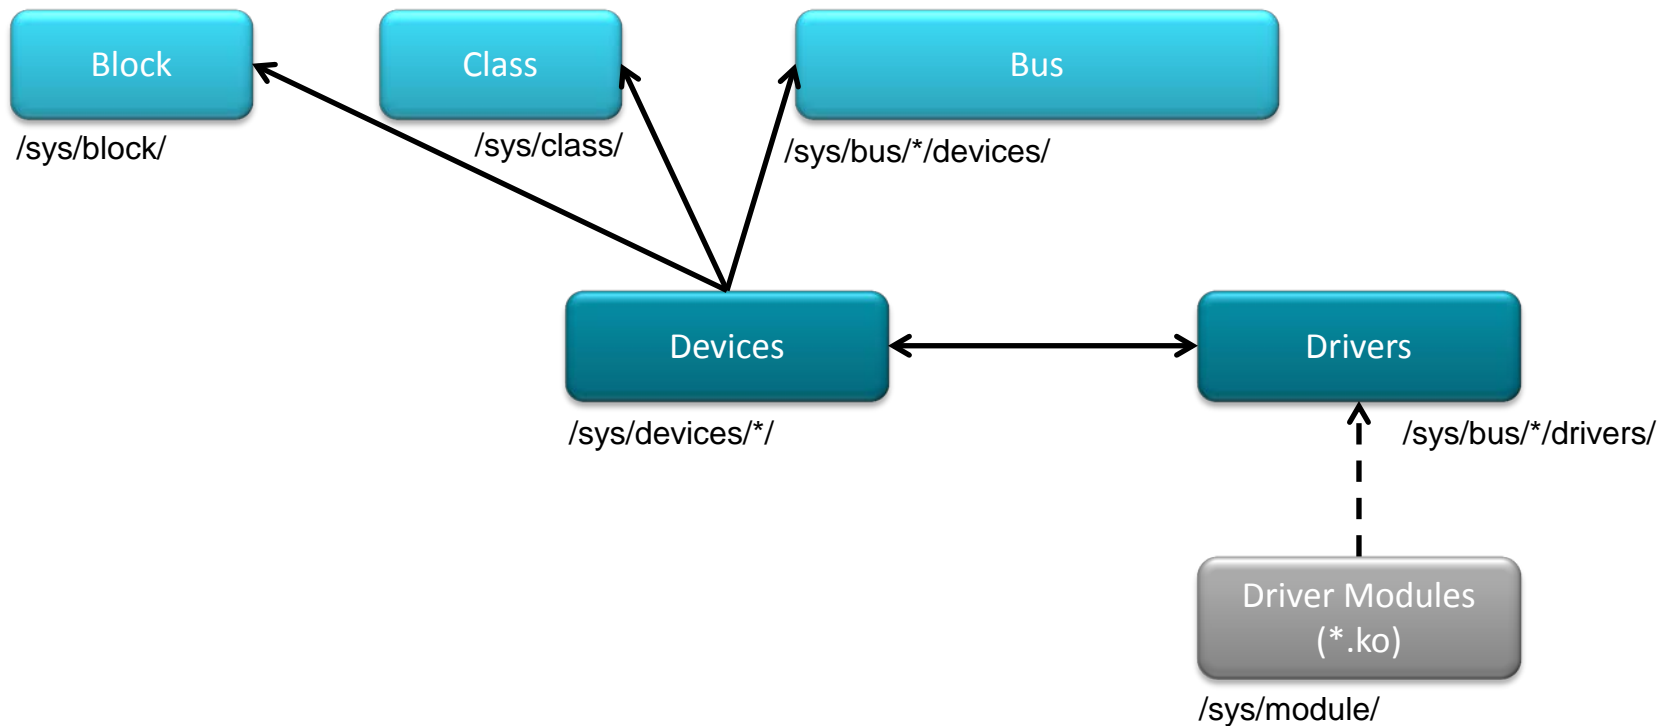 Block
Class
Bus
/sys/block/
/sys/class/
/sys/bus/*/devices/
Devices
Drivers
/sys/devices/*/
/sys/bus/*/drivers/
Driver Modules
(*.ko)
/sys/module/